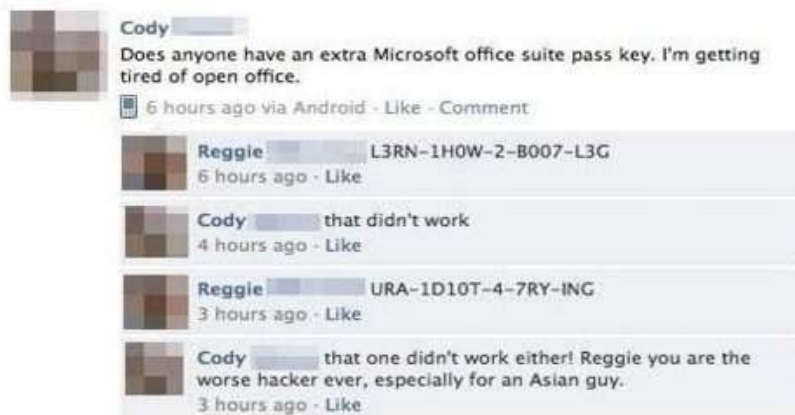 Cody
Does anyone have an extra Microsoft office suite pass key. I'm getting
tired of open office.
6 hours ago via Android - Like - Comment
Reggie L3RN-1H0W-2-B007-L3G
6 hours ago - Like
Cody that didn't work
4 hours ago - Like
Reggie URA-1D10T-4-7RY-ING
3 hours ago - Like
Cody that one didn't work either! Reggie you are the
worse hacker ever, especially for an Asian guy.
3 hours ago - Like